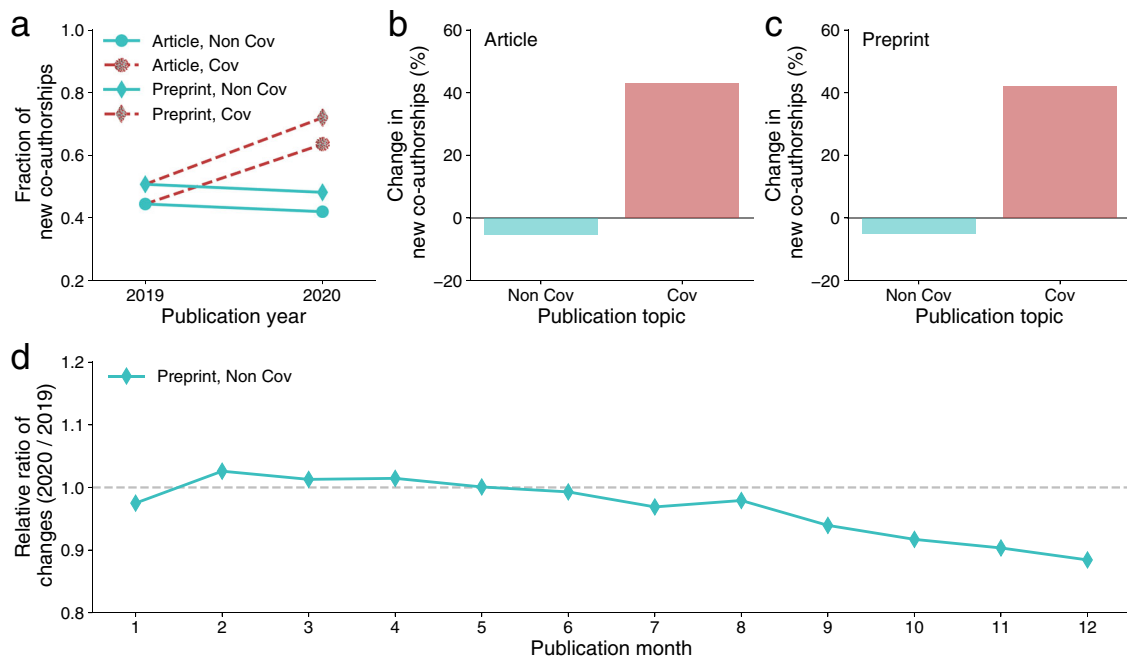 a
1.0
0.8
0.6
0.4
0.2
Fraction of
new co-authorships
Article, Non Cov
Article, Cov
Preprint, Non Cov
Preprint, Cov
2019
2020
Publication year
b
60
40
20
0
−20
Change in
new co-authorships (%)
Article
Non Cov
Cov
Publication topic
c
60
40
20
0
−20
Change in
new co-authorships (%)
Preprint
Non Cov
Cov
Publication topic
d
1.2
1.1
1.0
0.9
0.8
Relative ratio of
changes (2020 / 2019)
Preprint, Non Cov
1
2
3
4
5
6
7
8
9
10
11
12
Publication month